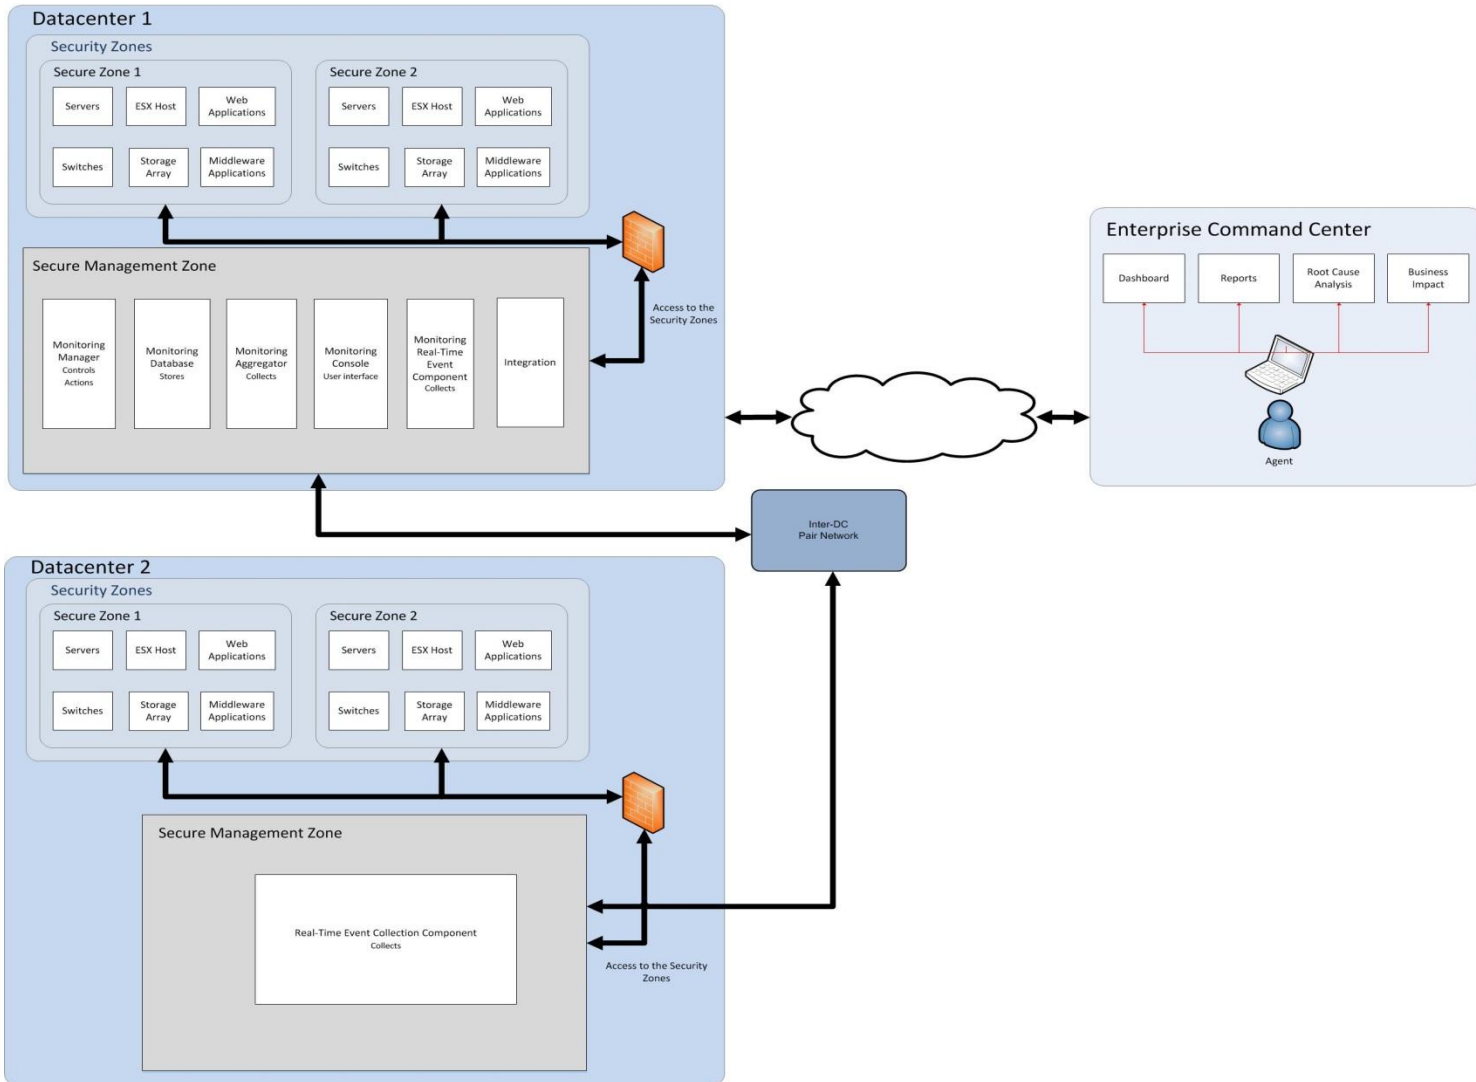 Datacenter 1
Security Zones
Secure Zone 1
Servers
ESX Host
Web
Applications
Switches
Storage
Array
Middleware
Applications
Secure Zone 2
Servers
ESX Host
Web
Applications
Switches
Storage
Array
Middleware
Applications
Secure Management Zone
Monitoring
Manager
Controls
Actions
Monitoring
Database
Stores
Monitoring
Aggregator
Collects
Monitoring
Console
User interface
Monitoring
Real-Time
Event
Component
Collects
Integration
Access to the
Security Zones
Enterprise Command Center
Dashboard
Reports
Root Cause
Analysis
Business
Impact
Agent
Inter-DC
Pair Network
Datacenter 2
Security Zones
Secure Zone 1
Servers
ESX Host
Web
Applications
Switches
Storage
Array
Middleware
Applications
Secure Zone 2
Servers
ESX Host
Web
Applications
Switches
Storage
Array
Middleware
Applications
Secure Management Zone
Real-Time Event Collection Component
Collects
Access to the Security
Zones